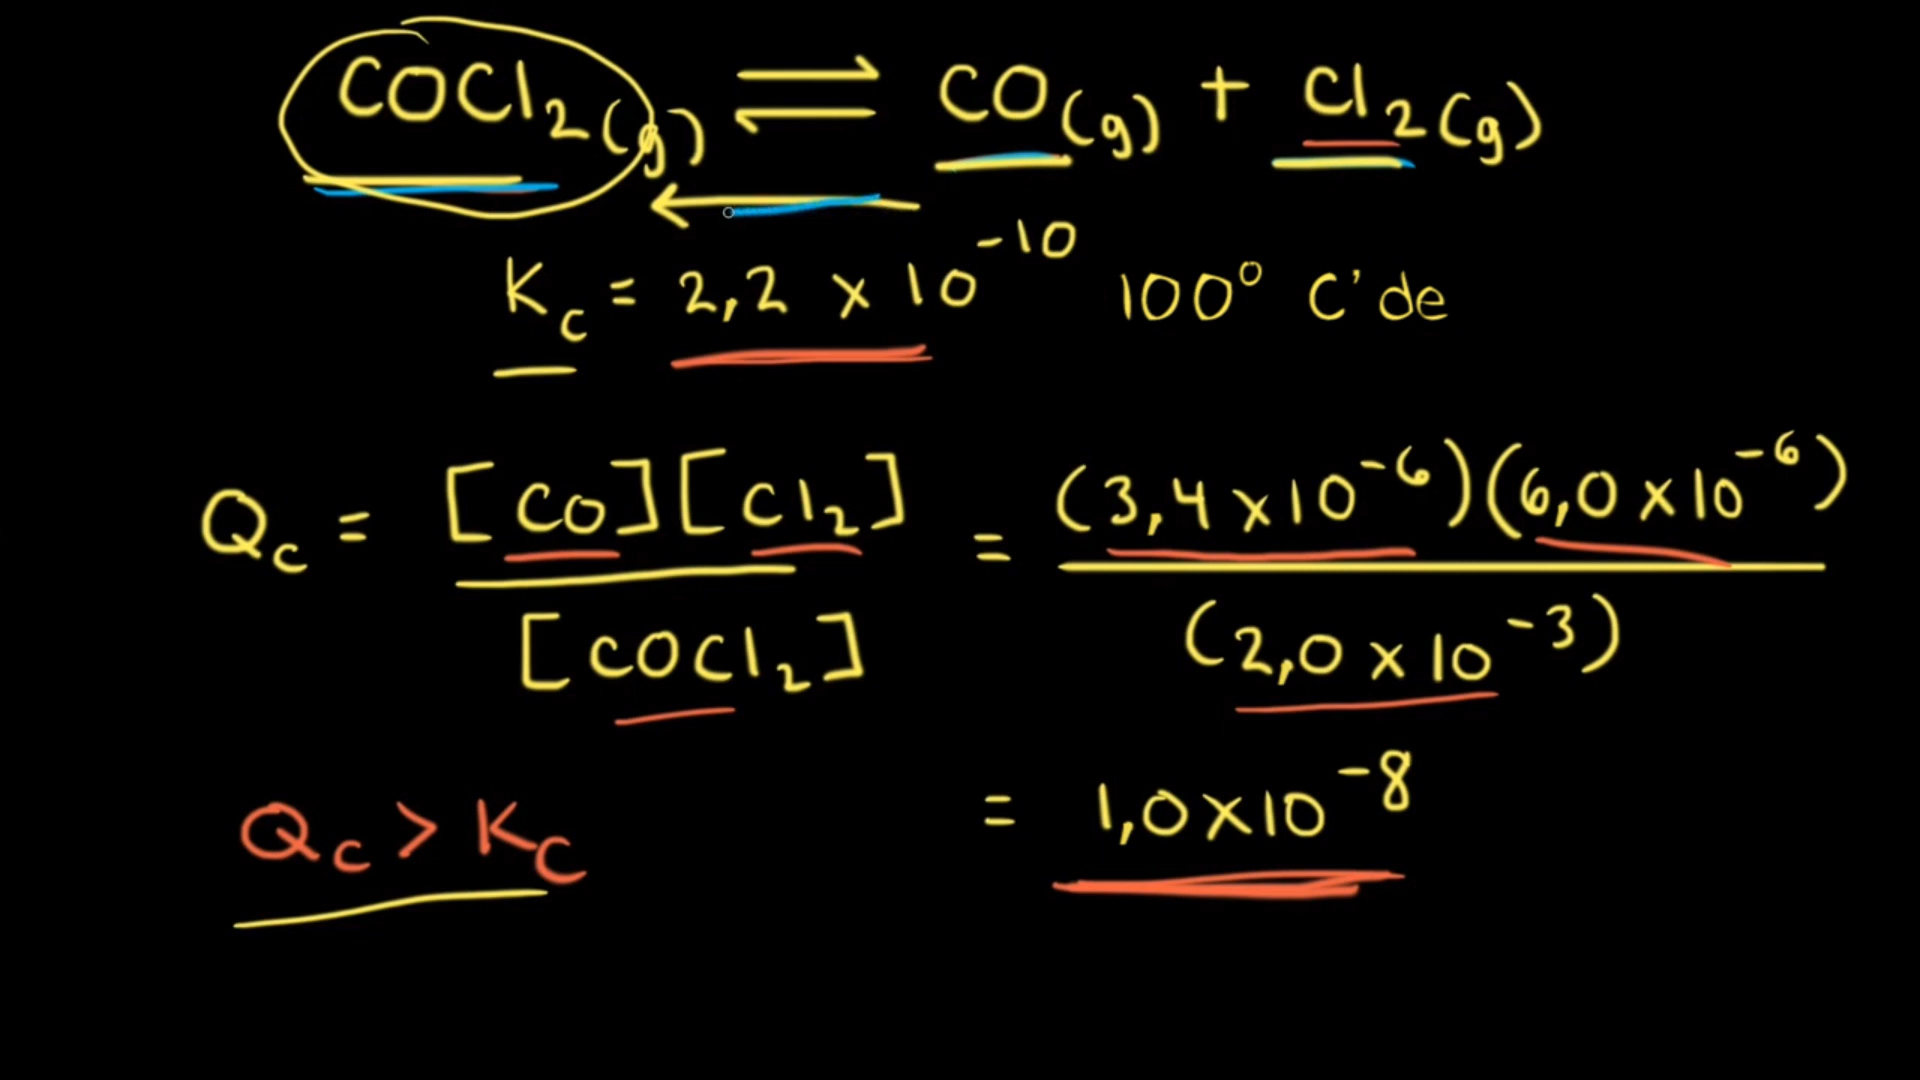 COCl₂(g) ⇌ CO(g) + Cl₂(g)
←
Kc = 2,2 x 10⁻¹⁰ 100° C'de
Qc = [CO][Cl₂] / [COCl₂] = (3,4 x 10⁻⁶)(6,0 x 10⁻⁶) / (2,0 x 10⁻³)
= 1,0 x 10⁻⁸
Qc > Kc